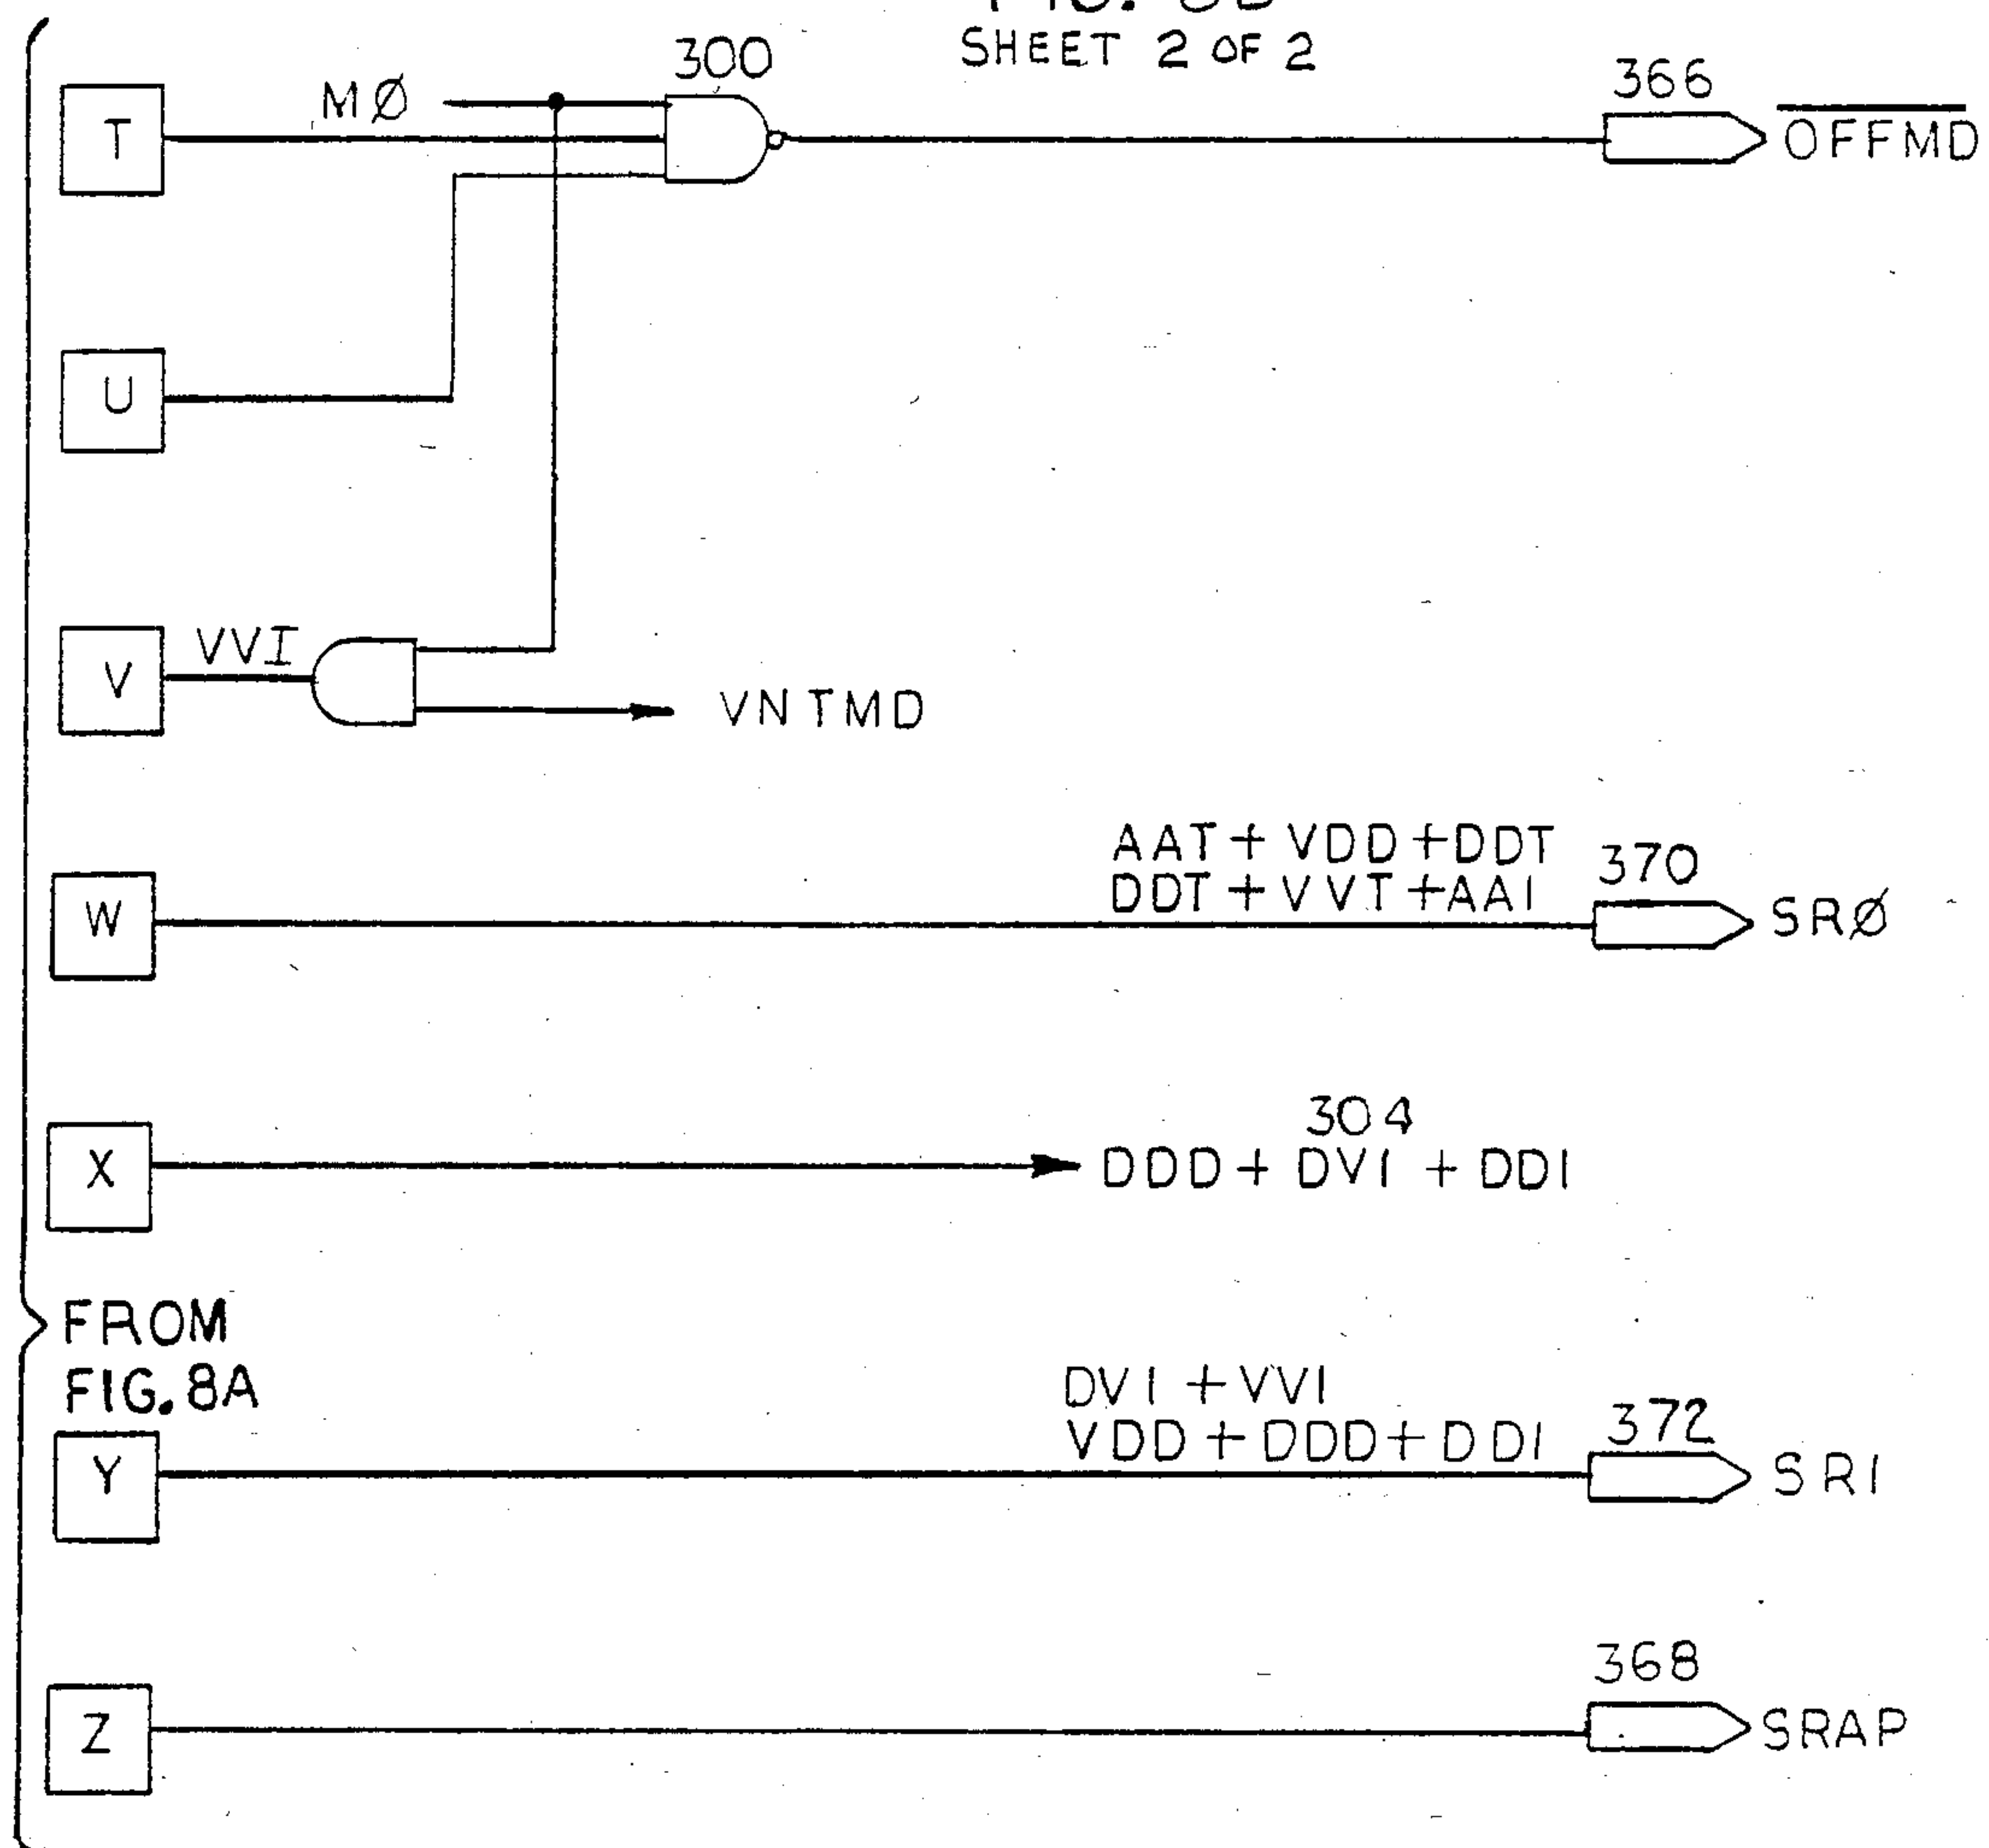 SHEET 2 OF 2
300
366
T
MØ
OFFMD
U
V
VVI
VNTMD
AAT + VDD + DDT
DDT + VVT + AAI
370
W
SRØ
304
X
DDD + DVI + DDI
FROM
FIG. 8A
DVI + VVI
VDD + DDD + DDI
372
Y
SRI
368
Z
SRAP